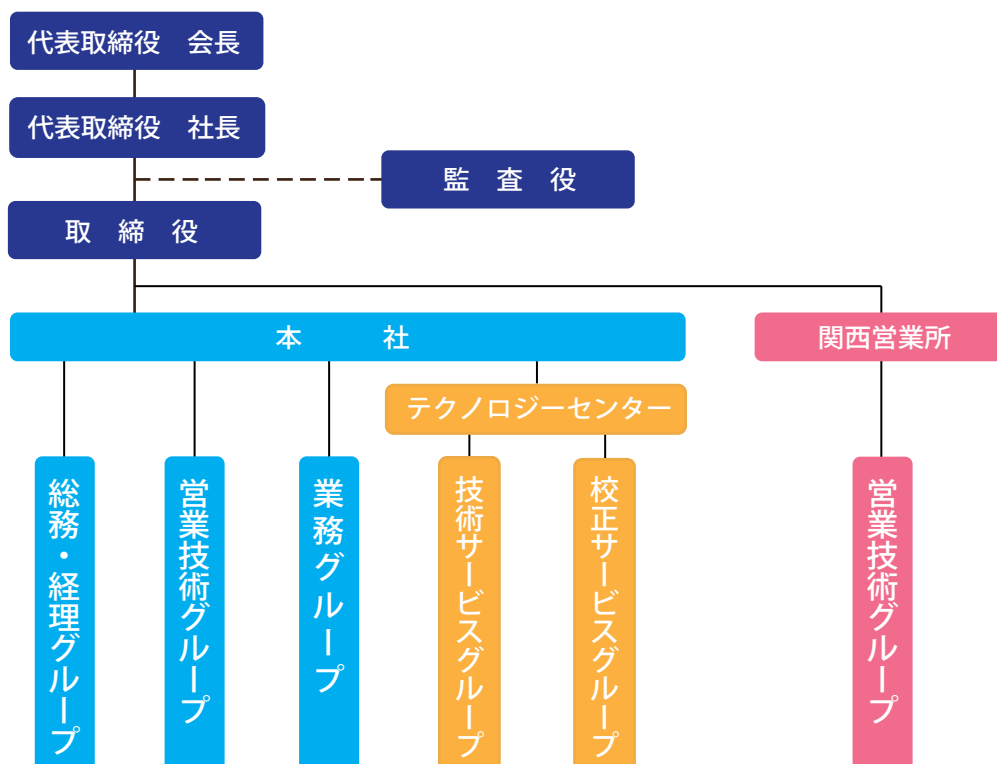 代表取締役　会長
代表取締役　社長
監　査　役
取　締　役
本　　　社
関西営業所
テクノロジーセンター
総務・経理グループ
営業技術グループ
業務グループ
技術サービスグループ
校正サービスグループ
営業技術グループ